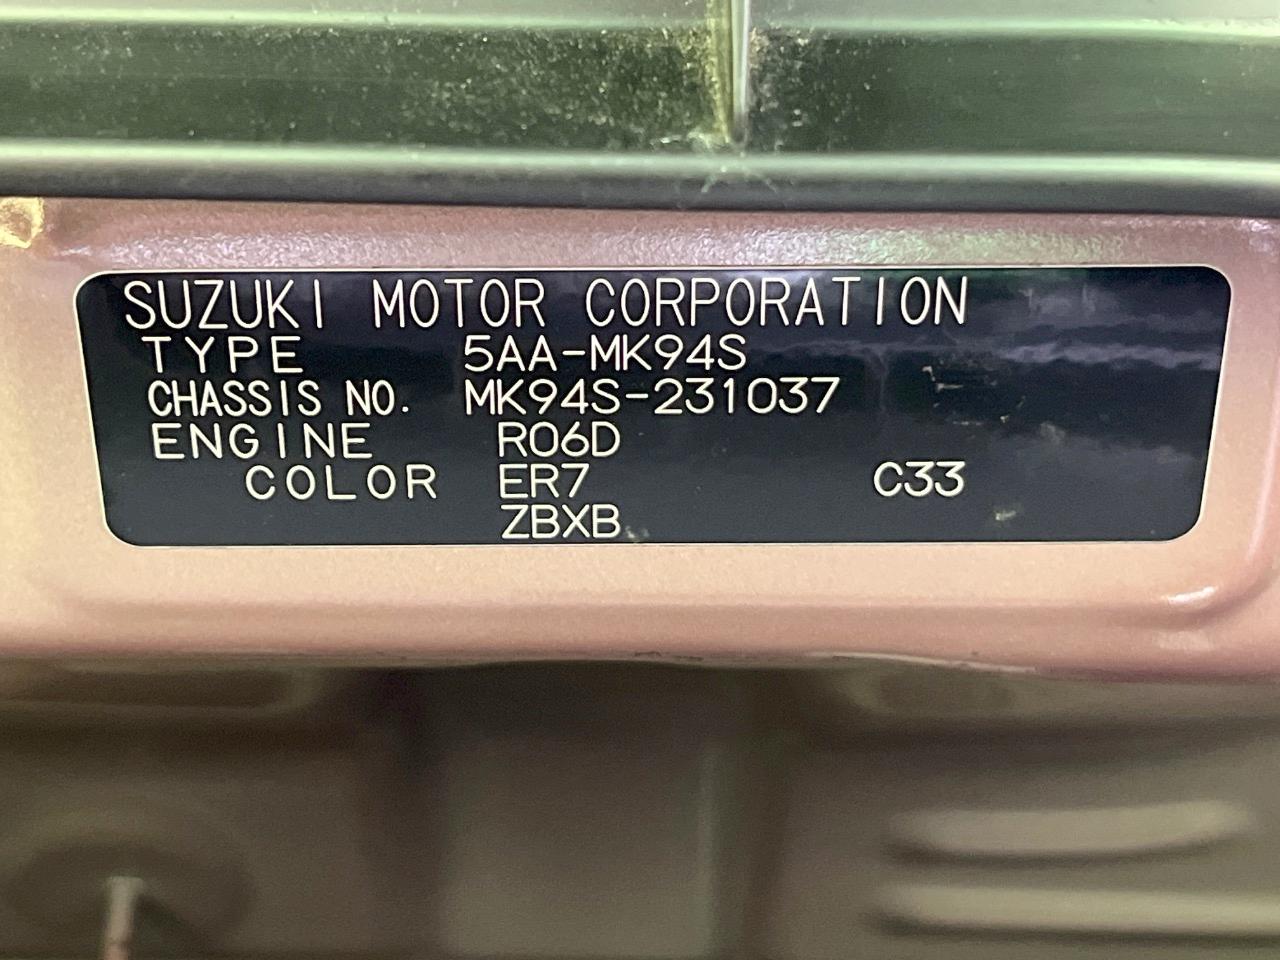 SUZUKI MOTOR CORPORATION
TYPE 5AA-MK94S
CHASSIS NO. MK94S-231037
ENGINE R06D
COLOR ER7 C33
ZBXB